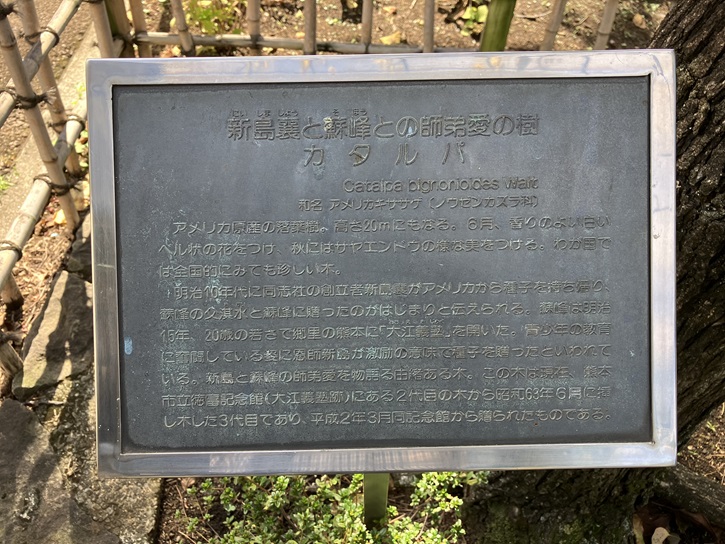 にいじまじょう そほう
新島襄と蘇峰との師弟愛の樹
カタルパ
Catalpa bignonioides Walt
和名 アメリカキササゲ (ノウゼンカズラ科)
アメリカ原産の落葉樹。高さ20mにもなる。6月、香りのよい白い
ベル状の花をつけ、秋にはサヤエンドウの様な実をつける。わが国で
は全国的にみても珍しい木。
明治10年代に同志社の創立者新島襄がアメリカから種子を持ち帰り、
蘇峰の父淇水と蘇峰に贈ったのがはじまりと伝えられる。蘇峰は明治
15年、20歳の若さで郷里の熊本に「大江義塾」を開いた。青少年の教育
に奮闘している姿に恩師新島が激励の意味で種子を贈ったといわれて
いる。新島と蘇峰の師弟愛を物語る由緒ある木。この木は現在、熊本
市立徳富記念館(大江義塾跡)にある2代目の木から昭和63年6月に挿
し木した3代目であり、平成2年3月同記念館から贈られたものである。